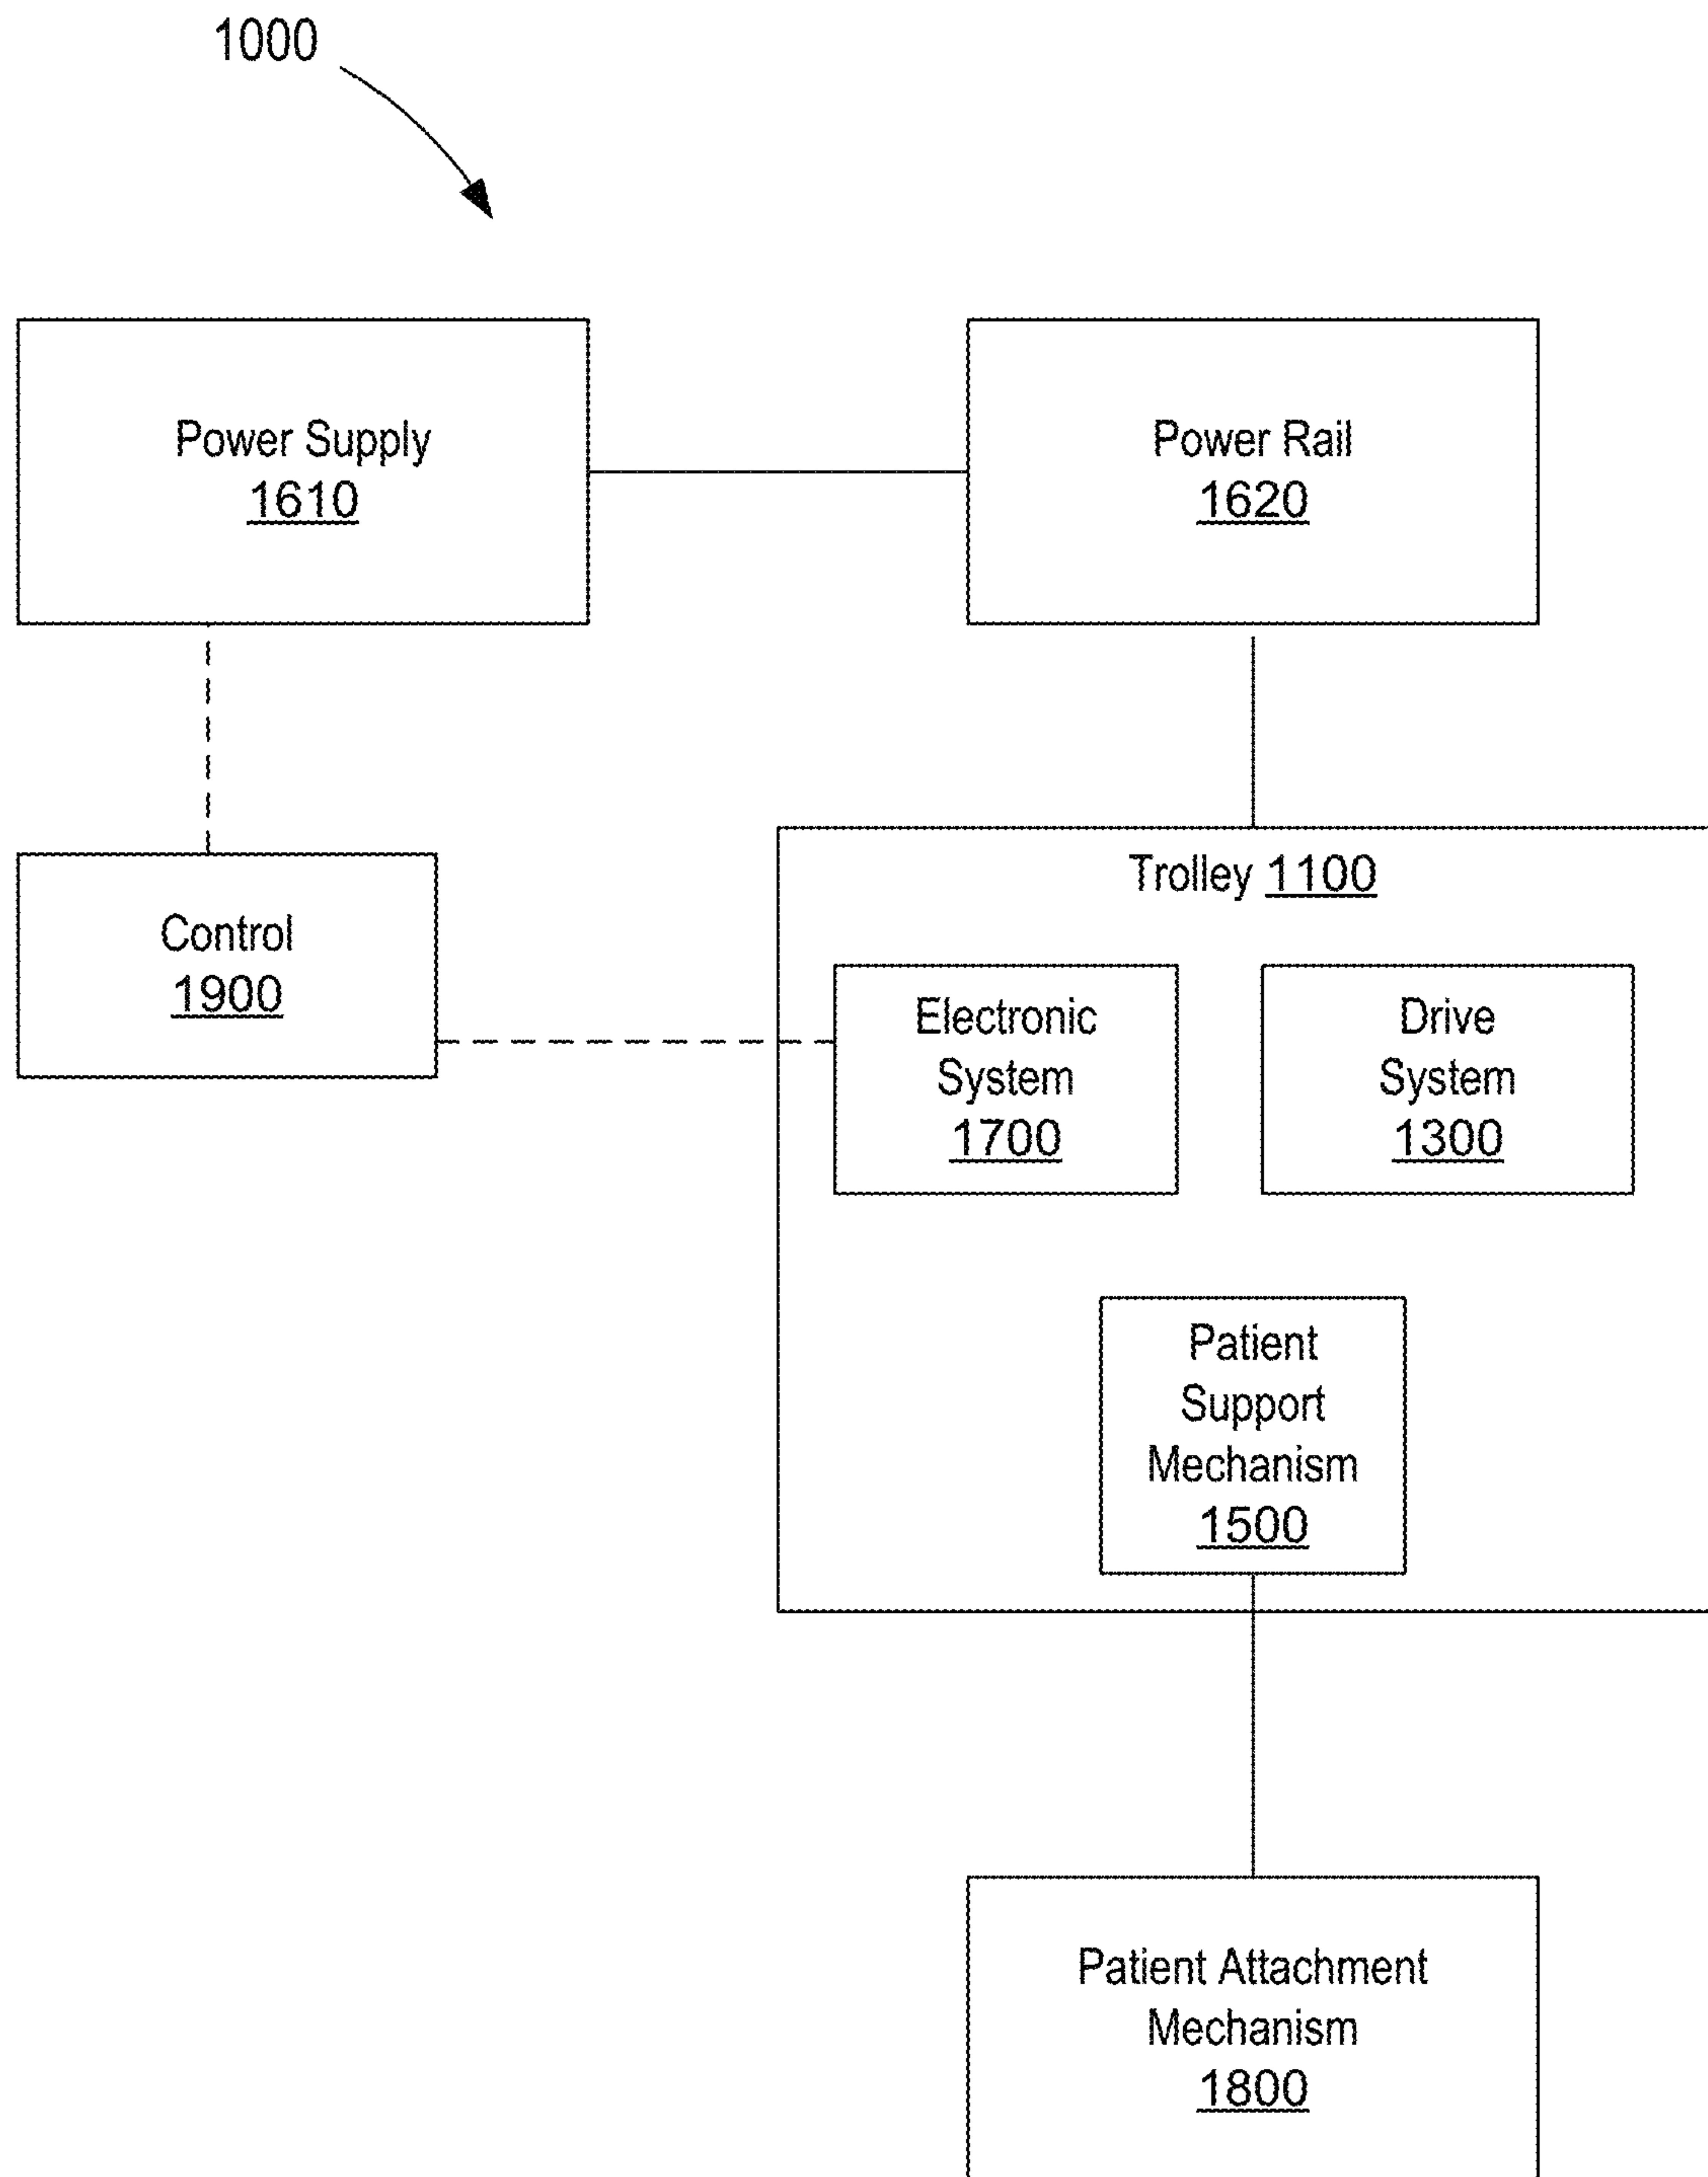 1000
Power Supply
1610
Power Rail
1620
Control
1900
Trolley 1100
Electronic
System
1700
Drive
System
1300
Patient
Support
Mechanism
1500
Patient Attachment
Mechanism
1800